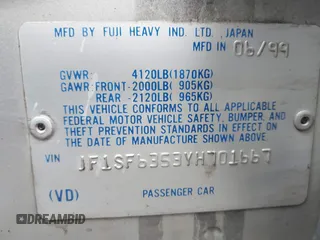 MFD BY FUJI HEAVY IND. LTD., JAPAN
MFD IN 06/99
GVWR 4120LB(1870KG)
GAWR FRONT-2000LB( 905KG)
REAR -2120LB( 965KG)
THIS VEHICLE CONFORMS TO ALL APPLICABLE
FEDERAL MOTOR VEHICLE SAFETY, BUMPER, AND
THEFT PREVENTION STANDARDS IN EFFECT ON
THE DATE OF MANUFACTURE SHOWN ABOVE.
VIN JF1SF6353YH701667
(VD) PASSENGER CAR
DREAMBID